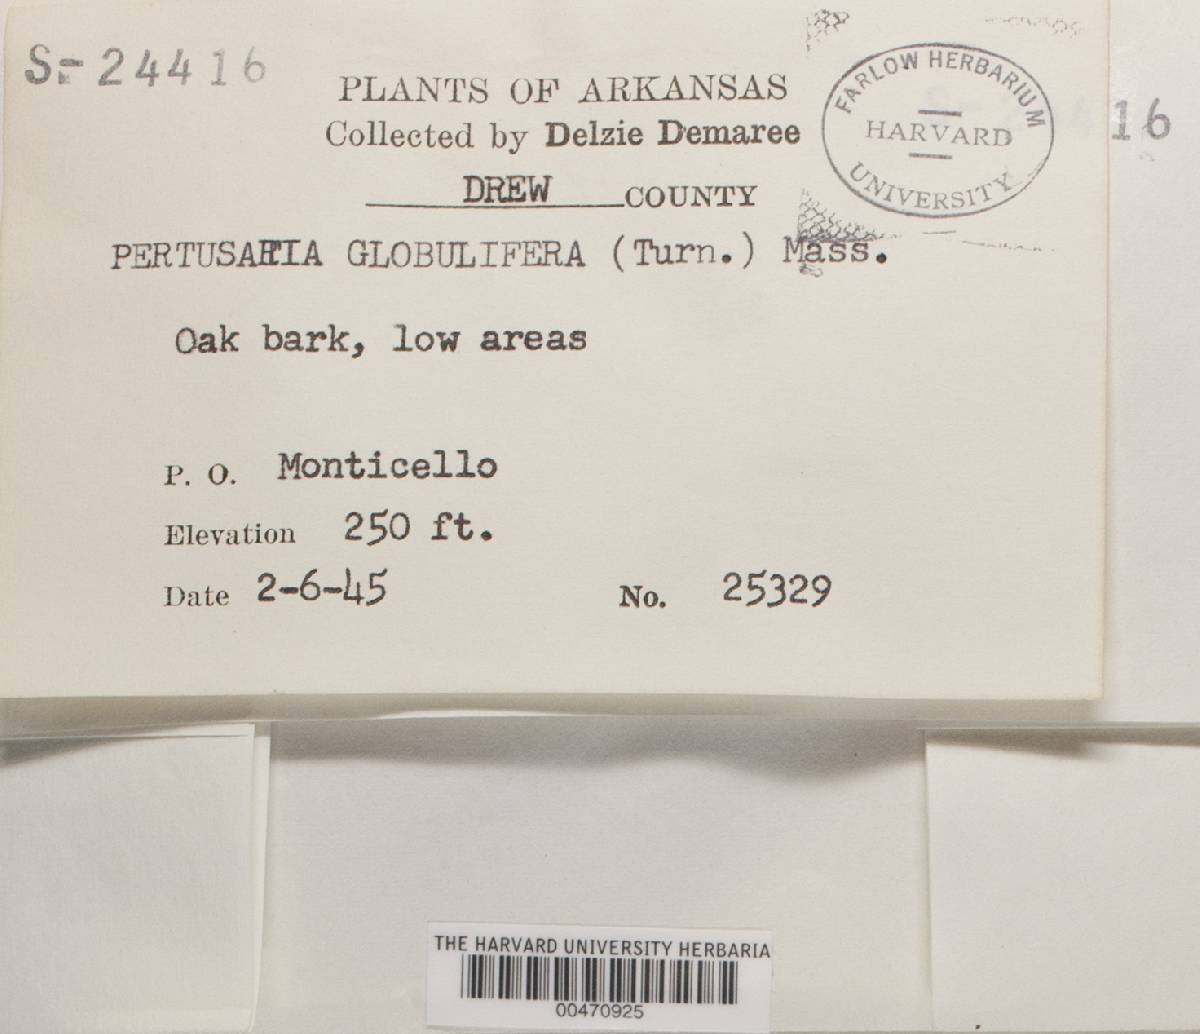 S-24416
PLANTS OF ARKANSAS
Collected by Delzie Demaree
DREW COUNTY
FARLOW HERBARIUM
HARVARD
UNIVERSITY
16
PERTUSARIA GLOBULIFERA (Turn.) Mass.
Oak bark, low areas
P. O. Monticello
Elevation 250 ft.
Date 2-6-45 No. 25329
THE HARVARD UNIVERSITY HERBARIA
00470925